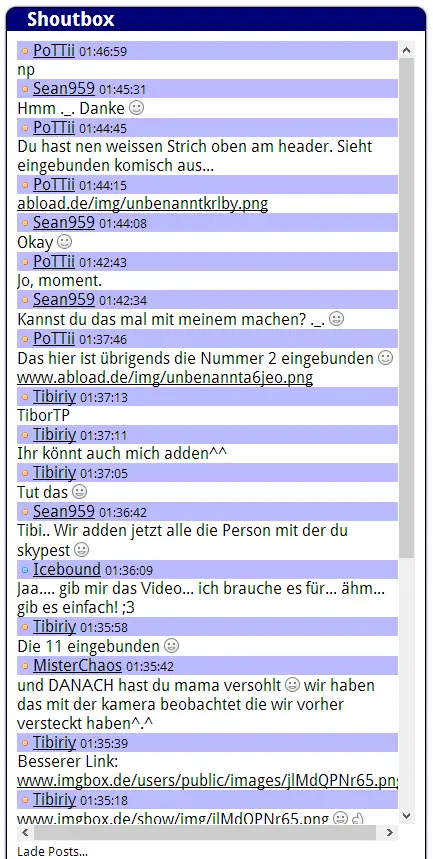 Shoutbox
PoTTii 01:46:59
np
Sean959 01:45:31
Hmm ._. Danke
PoTTii 01:44:45
Du hast nen weissen Strich oben am header. Sieht
eingebunden komisch aus...
PoTTii 01:44:15
abload.de/img/unbenanntkrlby.png
Sean959 01:44:08
Okay
PoTTii 01:42:43
Jo, moment.
Sean959 01:42:34
Kannst du das mal mit meinem machen? ._.
PoTTii 01:37:46
Das hier ist übrigends die Nummer 2 eingebunden
www.abload.de/img/unbenannta6jeo.png
Tibiriy 01:37:13
TiborTP
Tibiriy 01:37:11
Ihr könnt auch mich adden^^
Tibiriy 01:37:05
Tut das
Sean959 01:36:42
Tibi.. Wir adden jetzt alle die Person mit der du
skypest
Icebound 01:36:09
Jaa.... gib mir das Video... ich brauche es für... ähm...
gib es einfach! ;3
Tibiriy 01:35:58
Die 11 eingebunden
MisterChaos 01:35:42
und DANACH hast du mama versohlt wir haben
das mit der kamera beobachtet die wir vorher
versteckt haben^.^
Tibiriy 01:35:39
Besserer Link:
www.imgbox.de/users/public/images/jlMdQPNr65.png
Tibiriy 01:35:18
www.imgbox.de/show/img/jlMdQPNr65.png
Lade Posts...